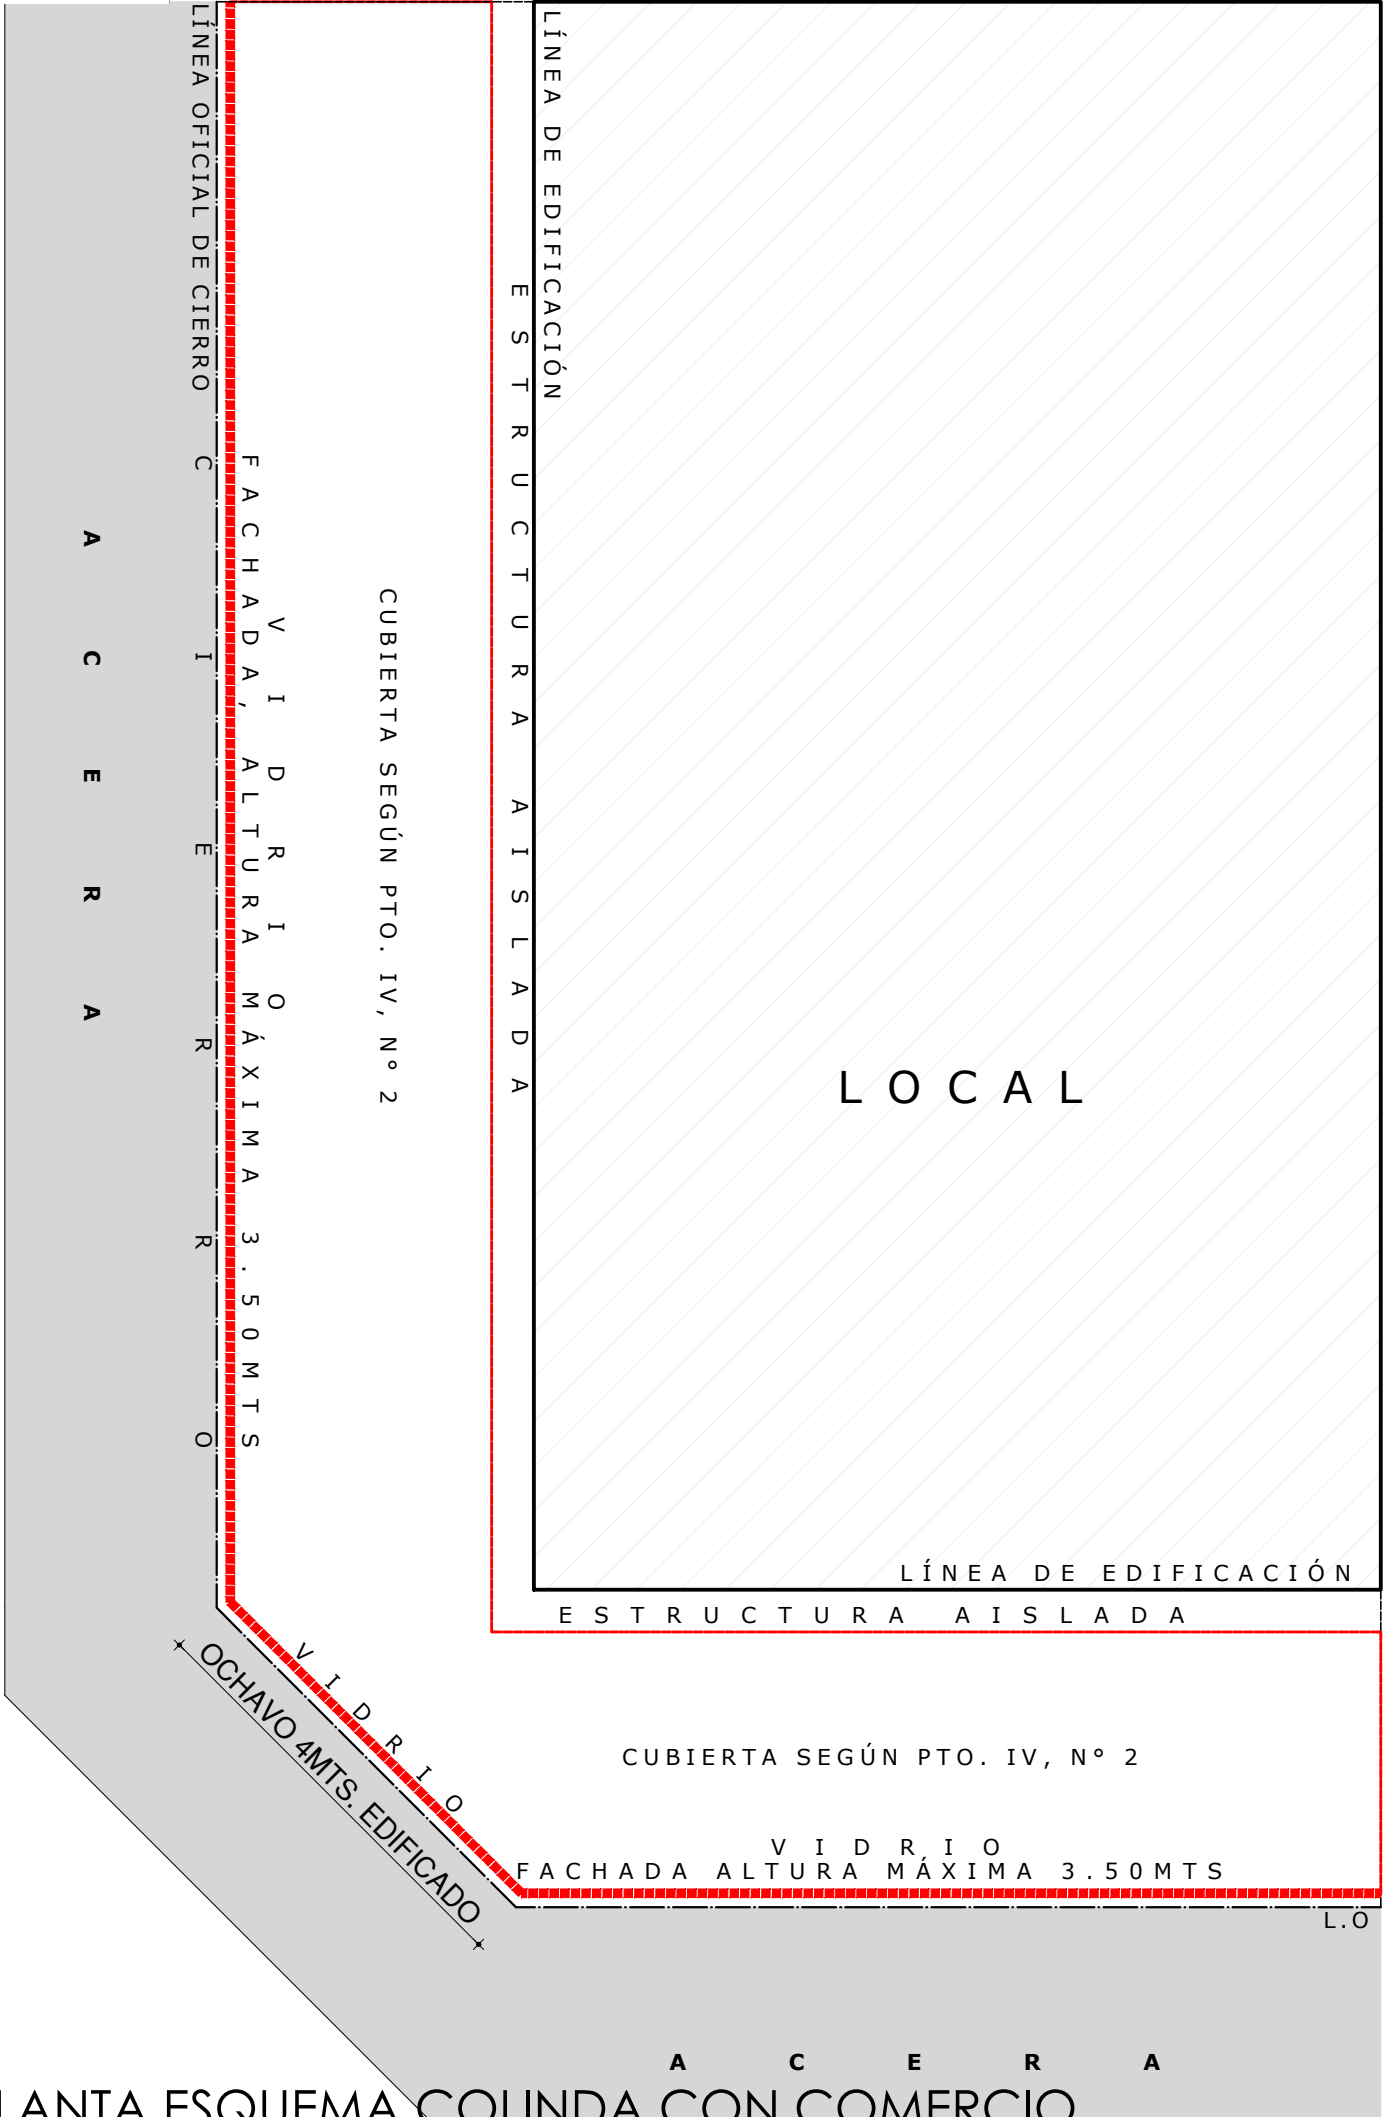 LÍNEA OFICIAL DE CIERRO
CIERRO
ACERA
FACHADA, ALTURA MÁXIMA 3.50MTS
VIDRIO
CUBIERTA SEGÚN PTO. IV, N° 2
ESTRUCTURA AISLADA
LÍNEA DE EDIFICACIÓN
LOCAL
LÍNEA DE EDIFICACIÓN
ESTRUCTURA AISLADA
VIDRIO
OCHAVO 4MTS. EDIFICADO
CUBIERTA SEGÚN PTO. IV, N° 2
VIDRIO
FACHADA ALTURA MÁXIMA 3.50MTS
L.O
ACERA
LANTA ESQUEMA COLINDA CON COMERCIO